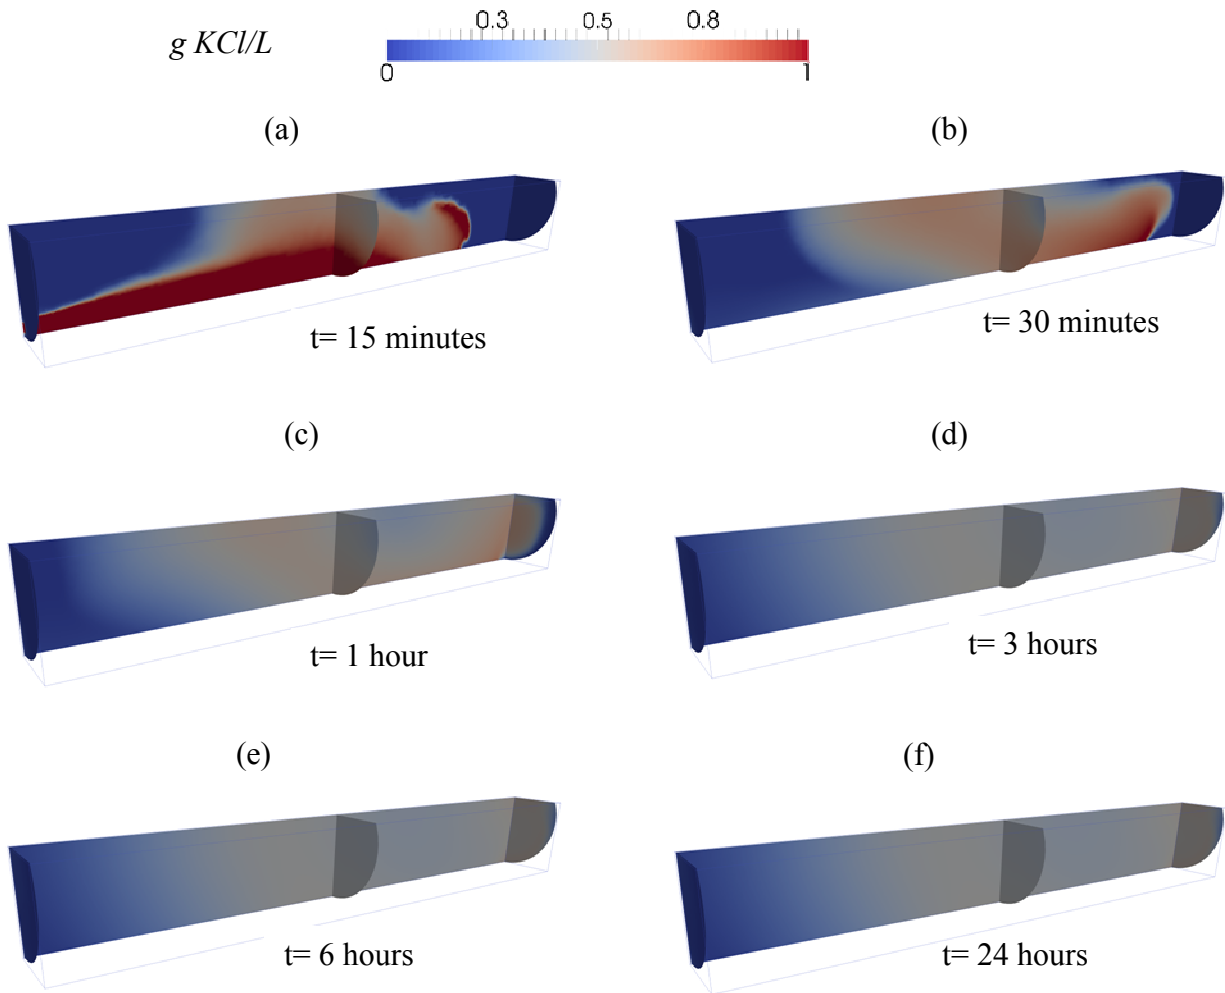 0.3 0.5 0.8
g KCl/L
0 1
(a) (b)
t= 15 minutes
t= 30 minutes
(c) (d)
t= 1 hour
t= 3 hours
(e) (f)
t= 6 hours
t= 24 hours